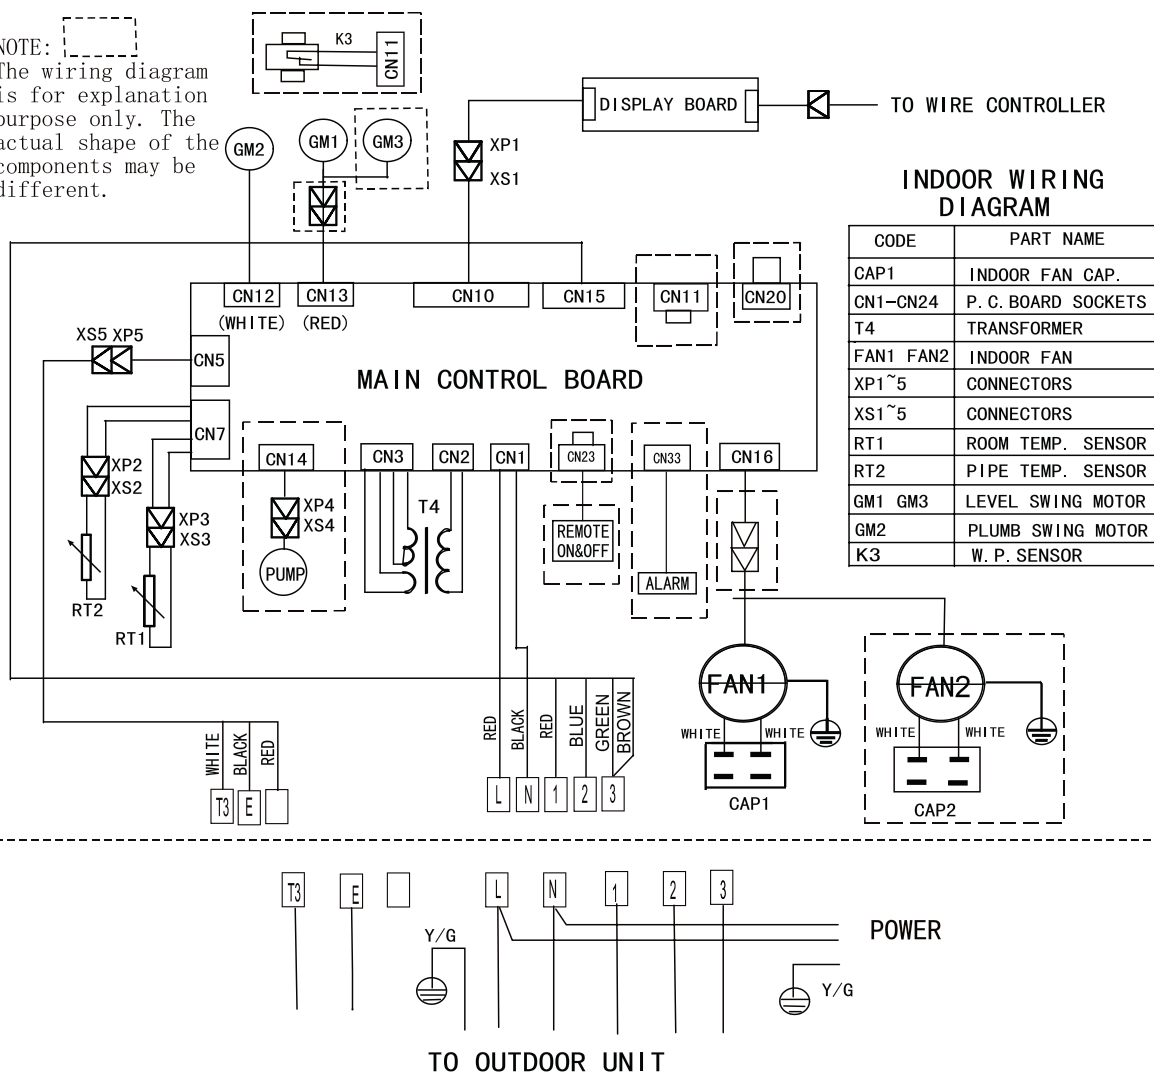 NOTE:
The wiring diagram
is for explanation
purpose only. The
actual shape of the
components may be
different.
K3
CN11
GM2
GM1
GM3
XP1
XS1
DISPLAY BOARD
TO WIRE CONTROLLER
INDOOR WIRING
DIAGRAM
CODE PART NAME
CAP1 INDOOR FAN CAP.
CN1-CN24 P.C.BOARD SOCKETS
T4 TRANSFORMER
FAN1 FAN2 INDOOR FAN
XP1~5 CONNECTORS
XS1~5 CONNECTORS
RT1 ROOM TEMP. SENSOR
RT2 PIPE TEMP. SENSOR
GM1 GM3 LEVEL SWING MOTOR
GM2 PLUMB SWING MOTOR
K3 W.P.SENSOR
CN12
(WHITE)
CN13
(RED)
CN10
CN15
CN11
CN20
XS5 XP5
CN5
MAIN CONTROL BOARD
CN7
CN14
CN3
CN2
CN1
CN23
CN33
CN16
XP2
XS2
XP3
XS3
XP4
XS4
T4
REMOTE
ON&OFF
PUMP
ALARM
RT2
RT1
FAN1
FAN2
WHITE
WHITE
WHITE
WHITE
CAP1
CAP2
WHITE
BLACK
RED
T3
E
RED
BLACK
RED
BLUE
GREEN
BROWN
L
N
1
2
3
T3
E
L
N
1
2
3
Y/G
POWER
Y/G
TO OUTDOOR UNIT